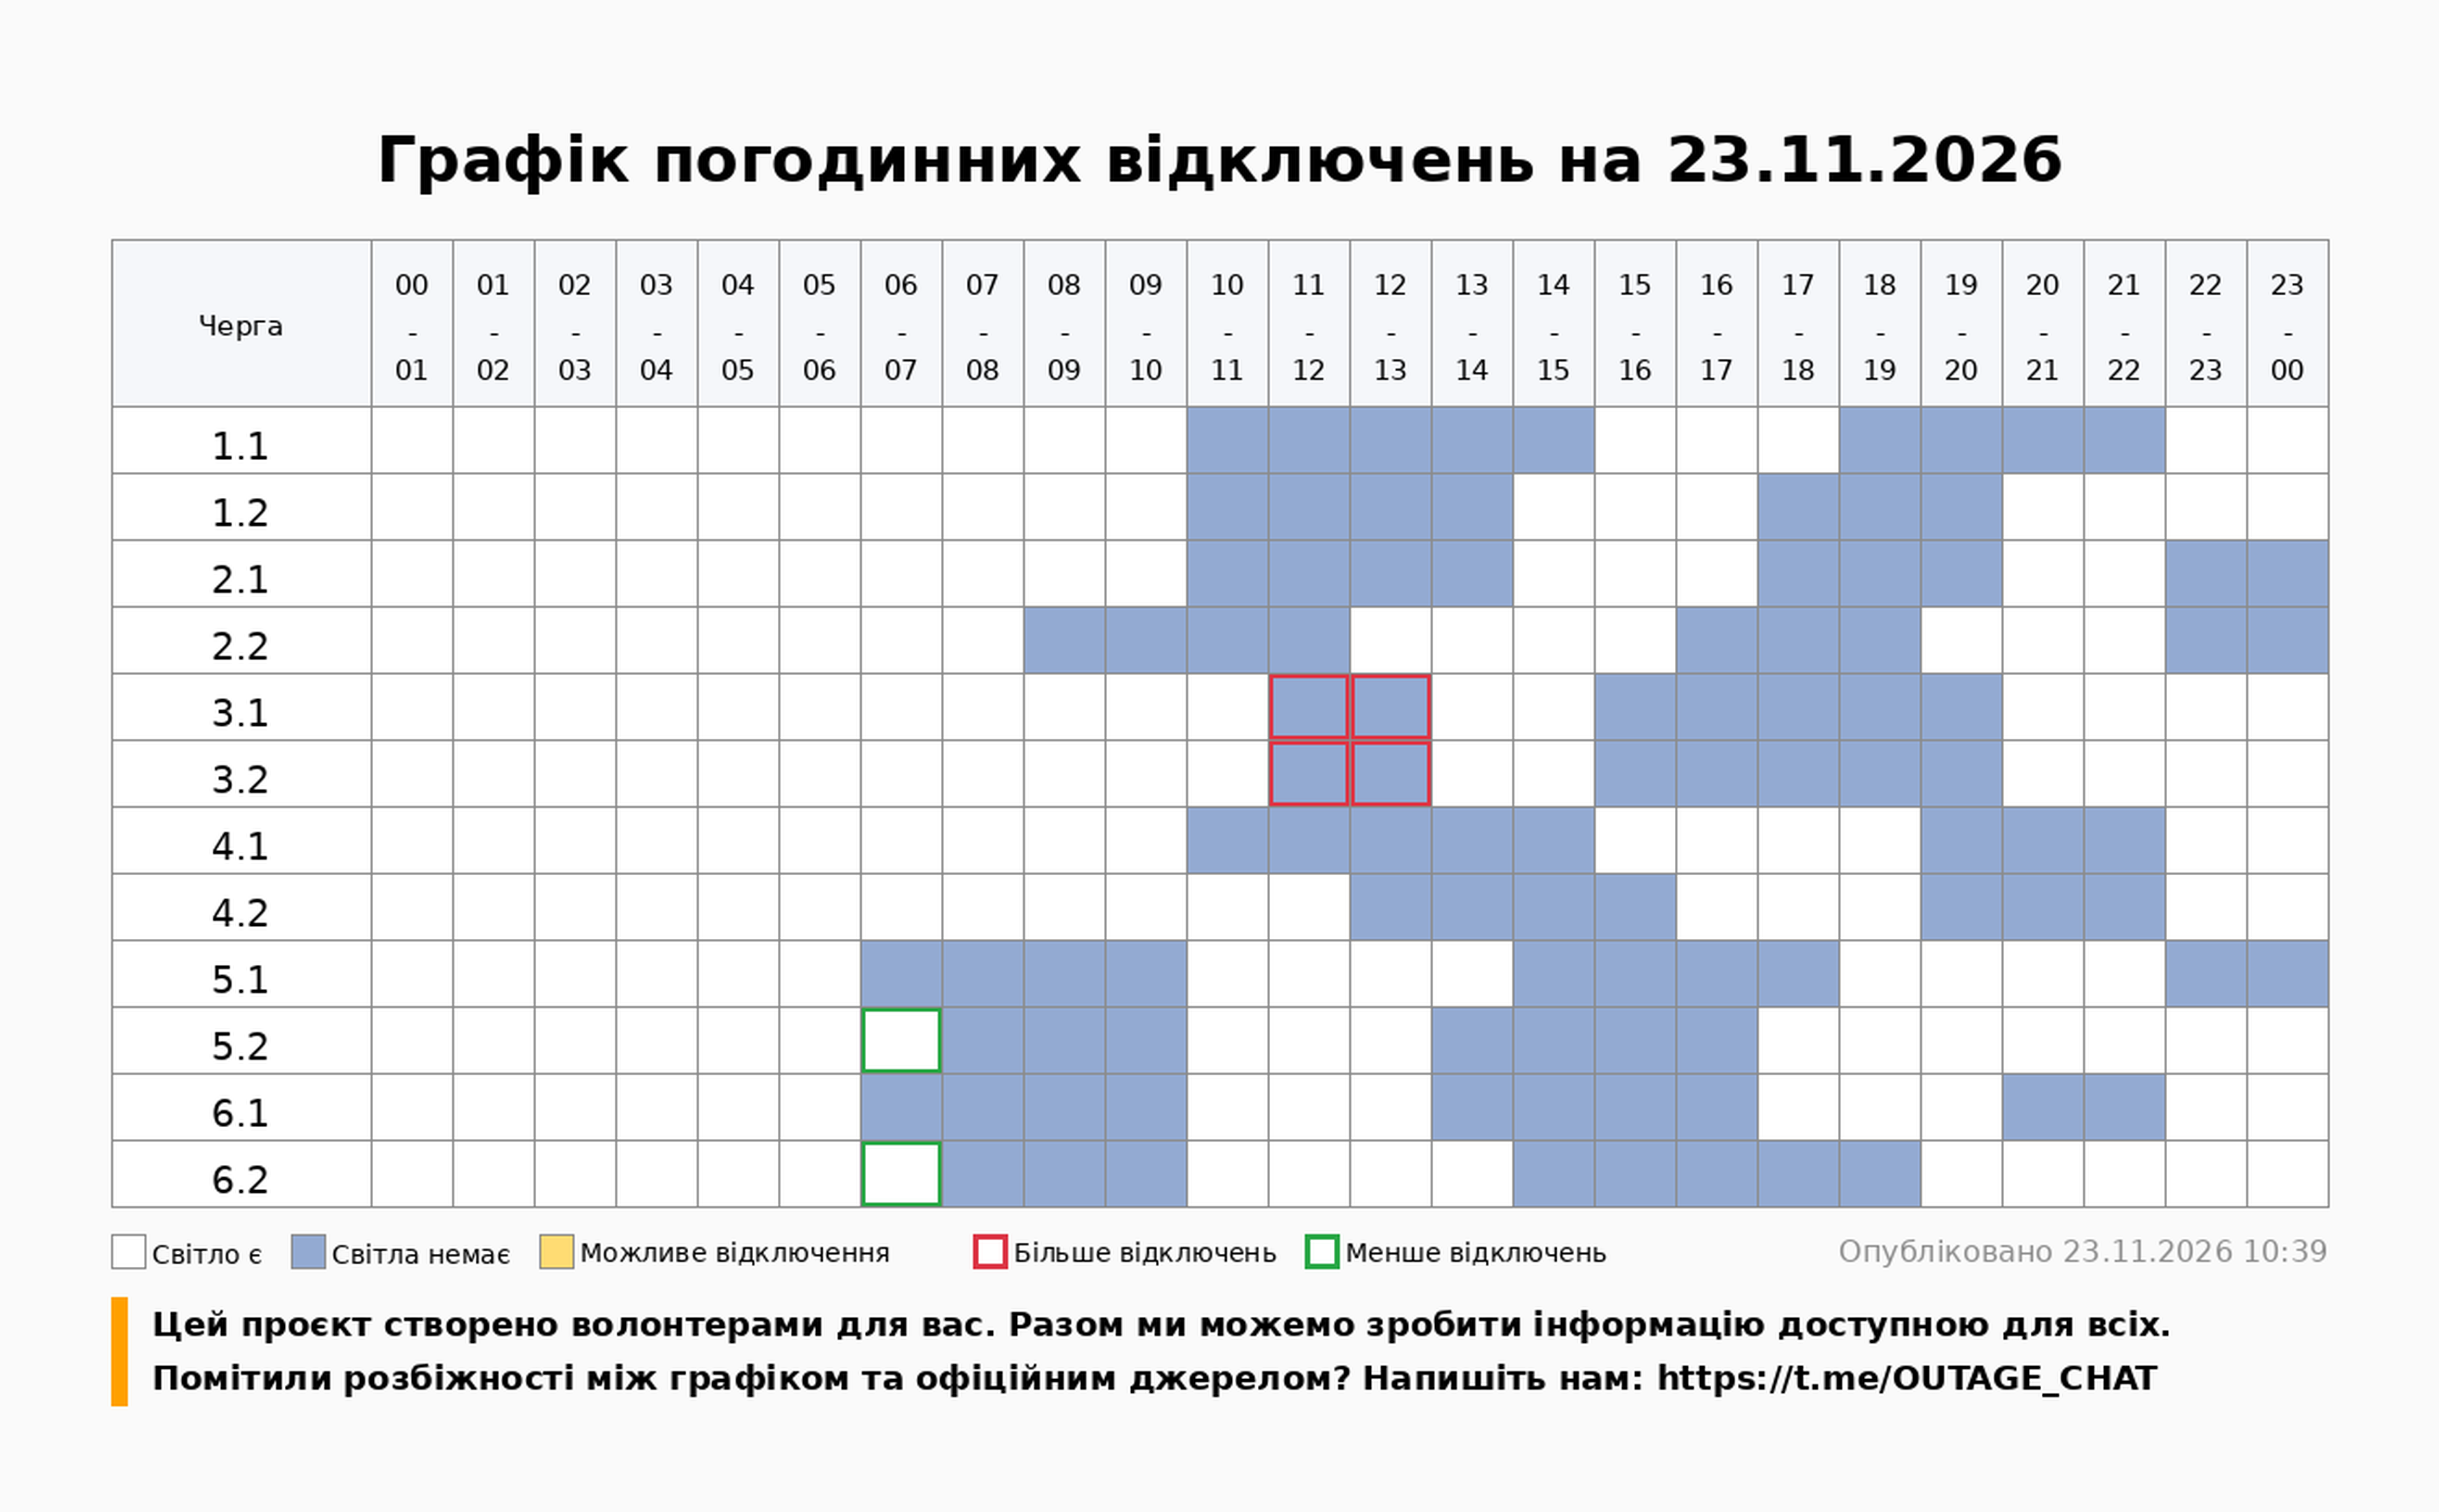 Графік погодинних відключень на 23.11.2026
Черга 00 - 01 01 - 02 02 - 03 03 - 04 04 - 05 05 - 06 06 - 07 07 - 08 08 - 09 09 - 10 10 - 11 11 - 12 12 - 13 13 - 14 14 - 15 15 - 16 16 - 17 17 - 18 18 - 19 19 - 20 20 - 21 21 - 22 22 - 23 23 - 00
1.1
1.2
2.1
2.2
3.1
3.2
4.1
4.2
5.1
5.2
6.1
6.2
Світло є Світла немає Можливе відключення Більше відключень Менше відключень Опубліковано 23.11.2026 10:39
Цей проєкт створено волонтерами для вас. Разом ми можемо зробити інформацію доступною для всіх.
Помітили розбіжності між графіком та офіційним джерелом? Напишіть нам: https://t.me/OUTAGE_CHAT